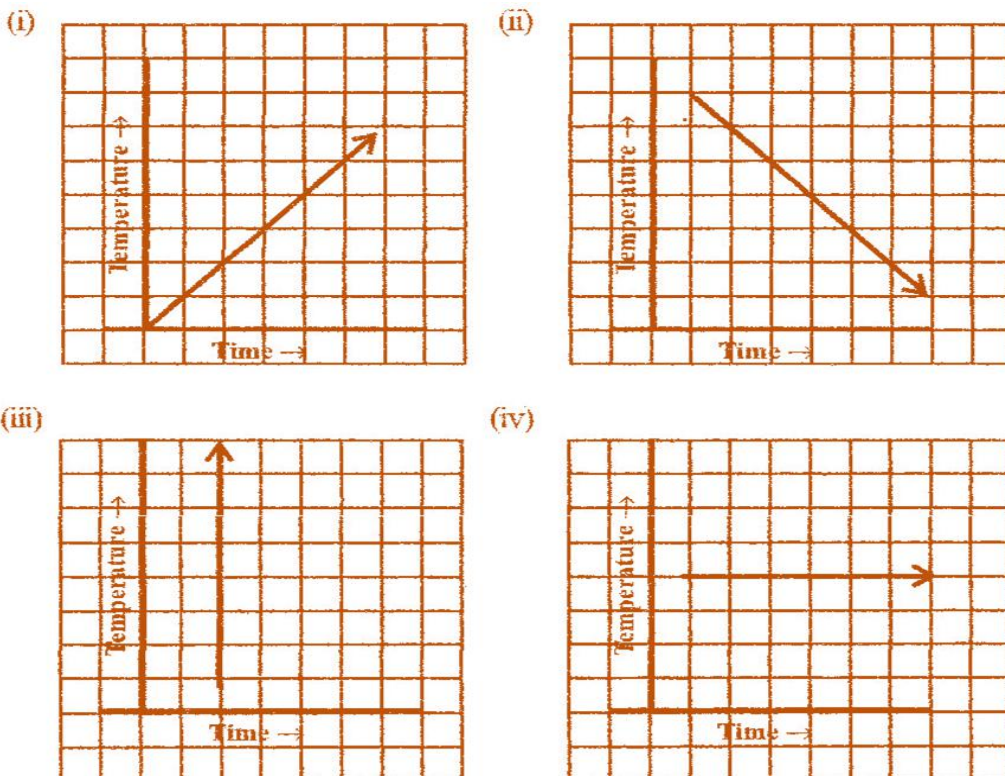 (i)
Temperature →
Time →
(ii)
Temperature →
Time →
(iii)
Temperature →
Time →
(iv)
Temperature →
Time →